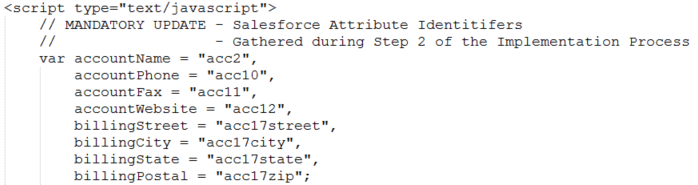 <script type="text/javascript">
// MANDATORY UPDATE - Salesforce Attribute Identitifers
// - Gathered during Step 2 of the Implementation Process
var accountName = "acc2",
accountPhone = "acc10",
accountFax = "acc11",
accountWebsite = "acc12",
billingStreet = "acc17street",
billingCity = "acc17city",
billingState = "acc17state",
billingPostal = "acc17zip";